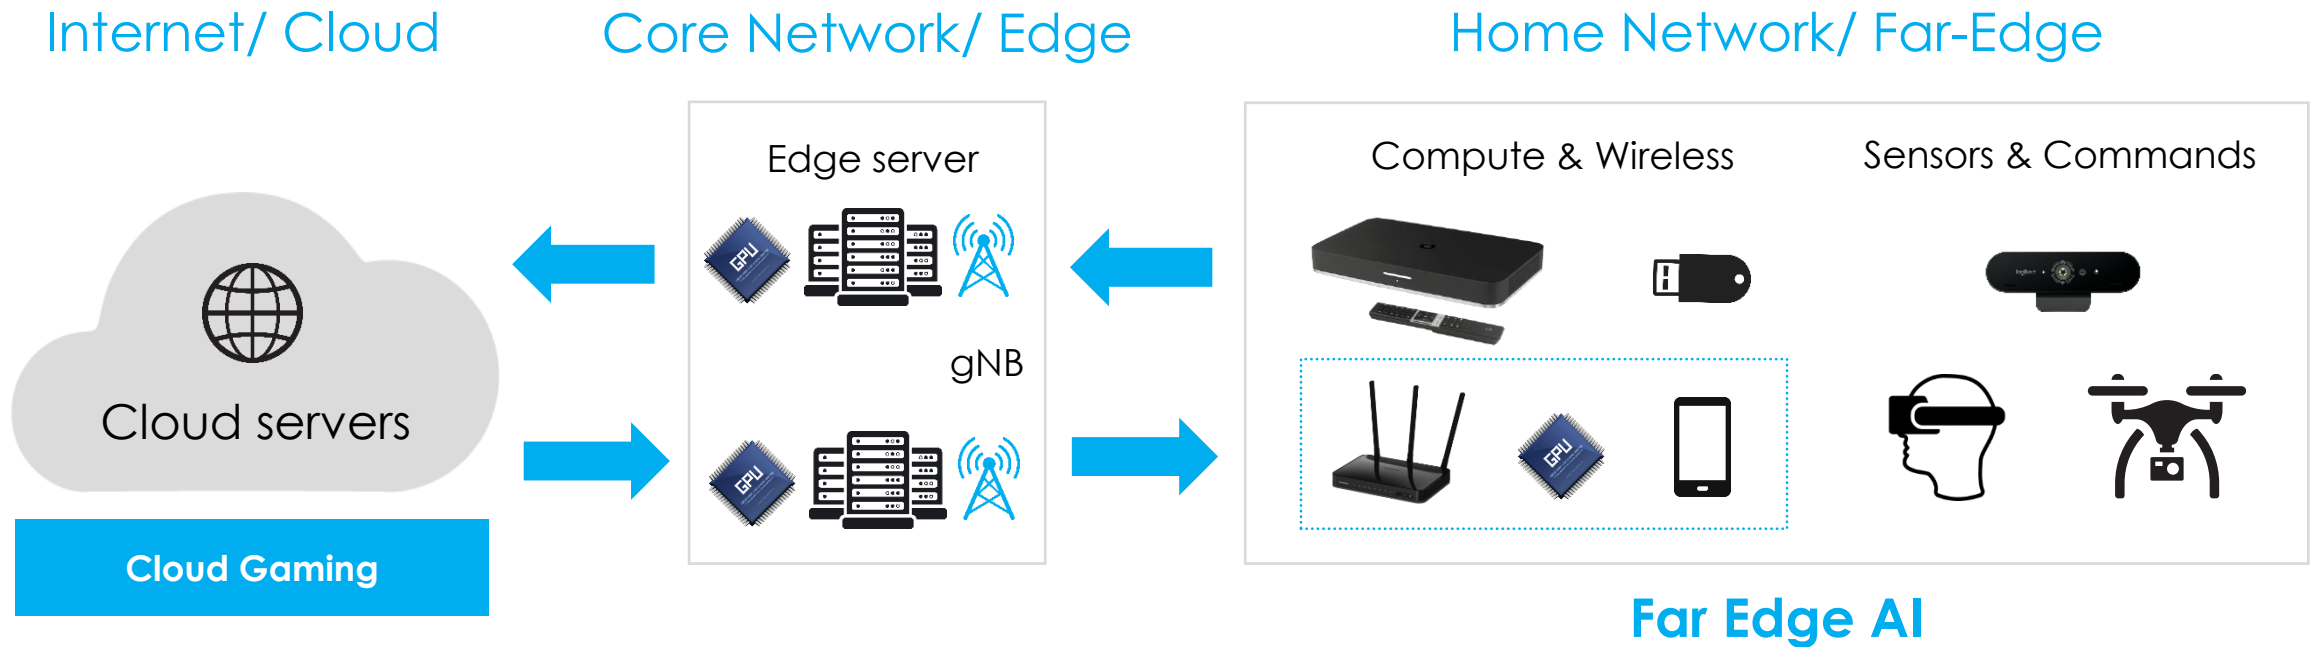 Internet/ Cloud
Core Network/ Edge
Home Network/ Far-Edge
Cloud servers
Cloud Gaming
Edge server
GPU
gNB
GPU
Compute & Wireless
Sensors & Commands
logitech
GPU
Far Edge AI